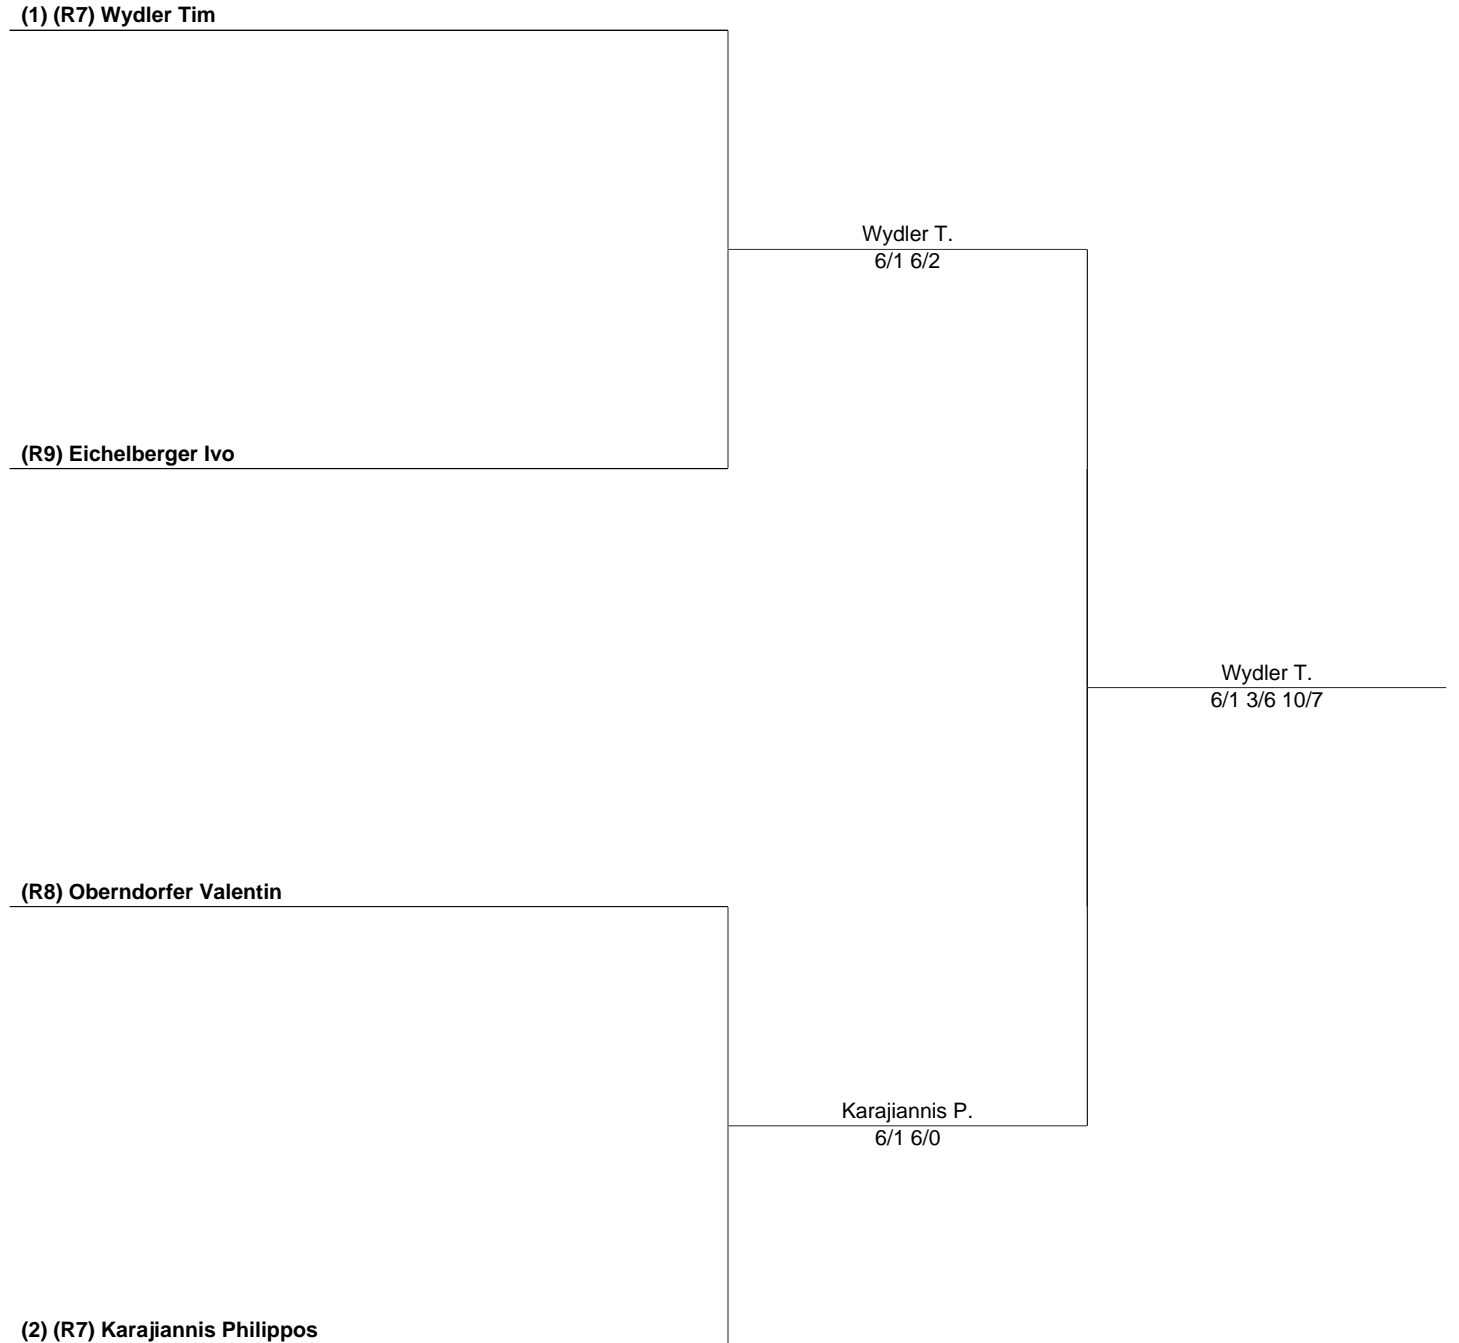 (1) (R7) Wydler Tim
Wydler T.
6/1 6/2
(R9) Eichelberger Ivo
Wydler T.
6/1 3/6 10/7
(R8) Oberndorfer Valentin
Karajiannis P.
6/1 6/0
(2) (R7) Karajiannis Philippos